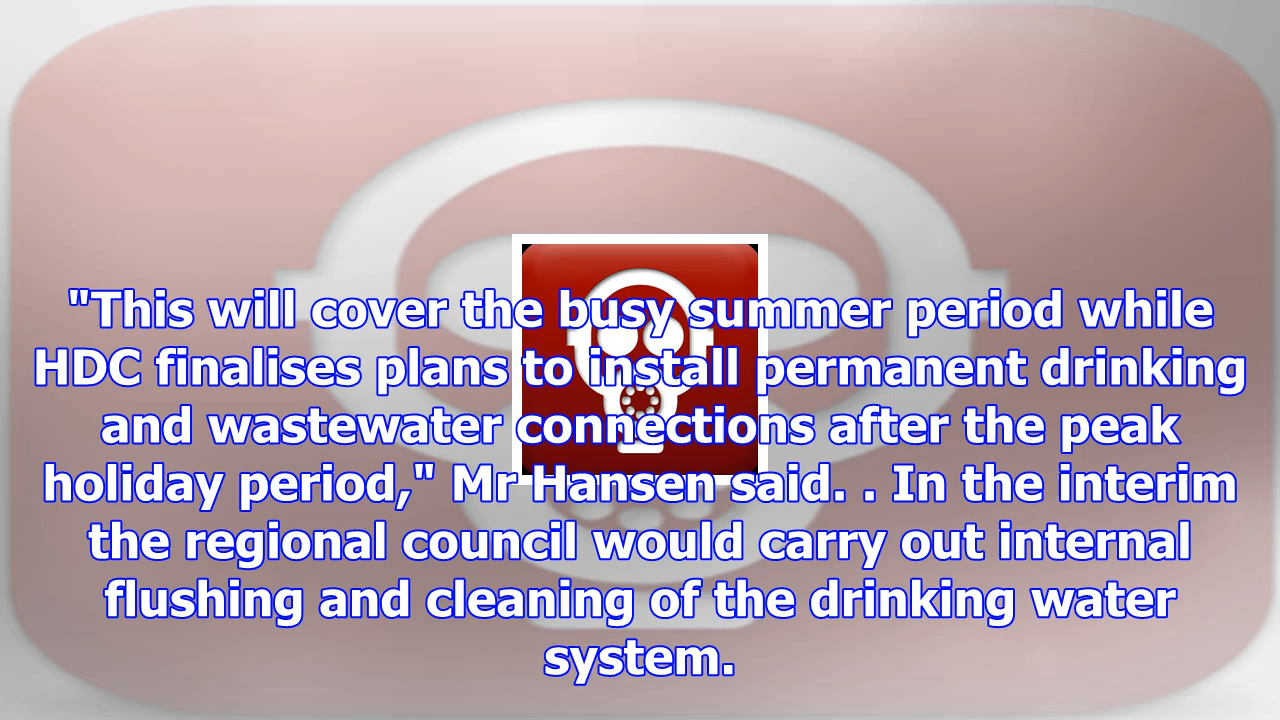 "This will cover the busy summer period while
HDC finalises plans to install permanent drinking
and wastewater connections after the peak
holiday period," Mr Hansen said. . In the interim
the regional council would carry out internal
flushing and cleaning of the drinking water
system.